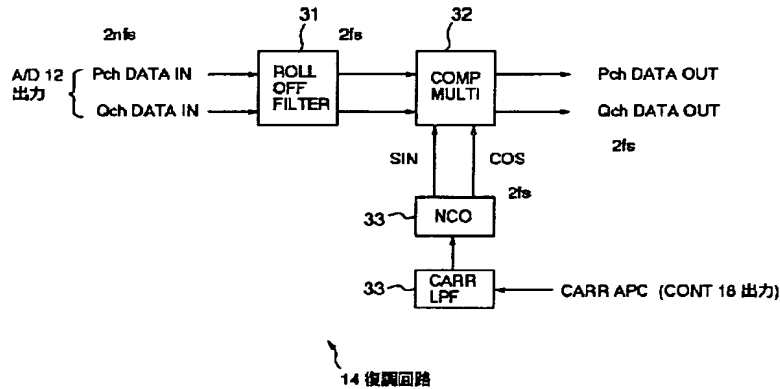 31
32
2nfs
2fs
A/D 12
出力
Pch DATA IN
Qch DATA IN
ROLL
OFF
FILTER
COMP
MULTI
Pch DATA OUT
Qch DATA OUT
2fs
SIN
COS
2fs
33
NCO
33
CARR
LPF
CARR APC (CONT 18 出力)
14 復調回路